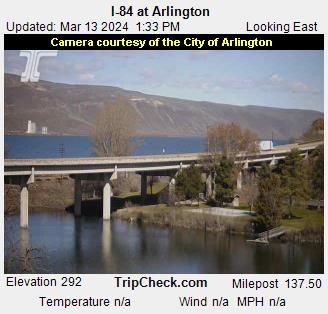 I-84 at Arlington
Updated: Mar 13 2024 1:33 PM Looking East
Camera courtesy of the City of Arlington
Elevation 292 TripCheck.com Milepost 137.50
Temperature n/a Wind n/a MPH n/a